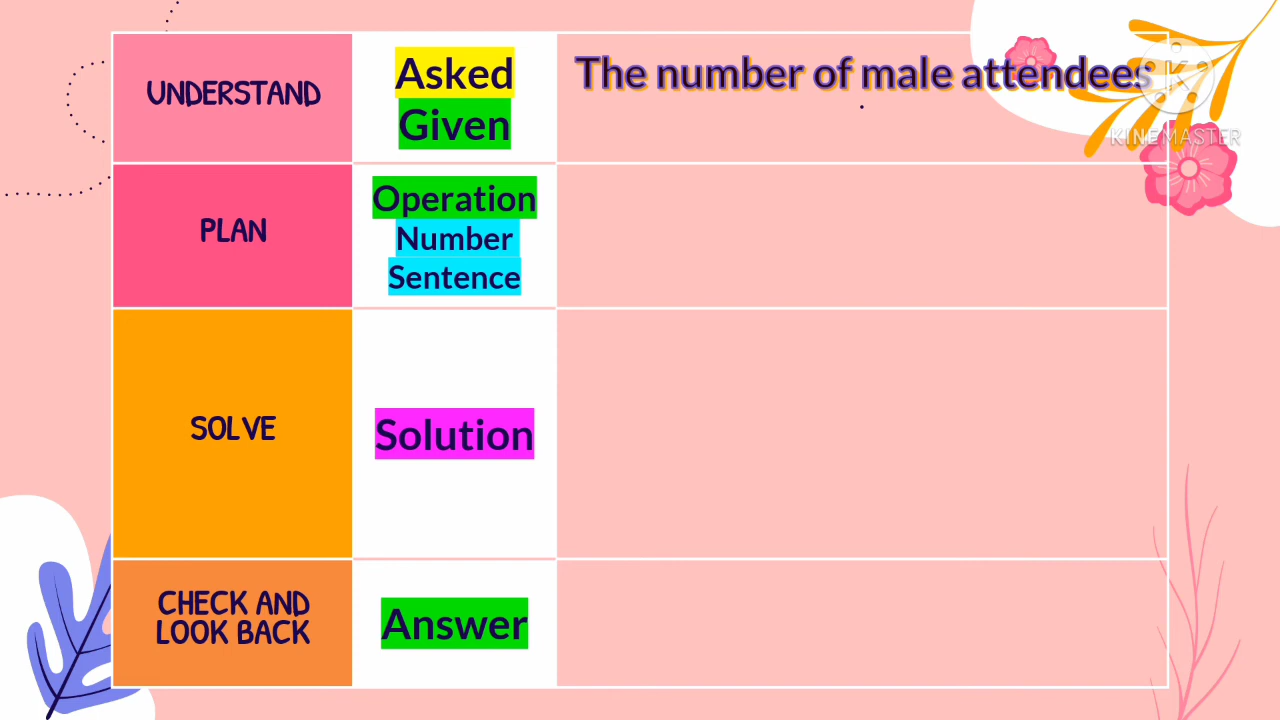 UNDERSTAND
Asked
Given
The number of male attendees
PLAN
Operation
Number
Sentence
SOLVE
Solution
CHECK AND
LOOK BACK
Answer
K
KINEMASTER